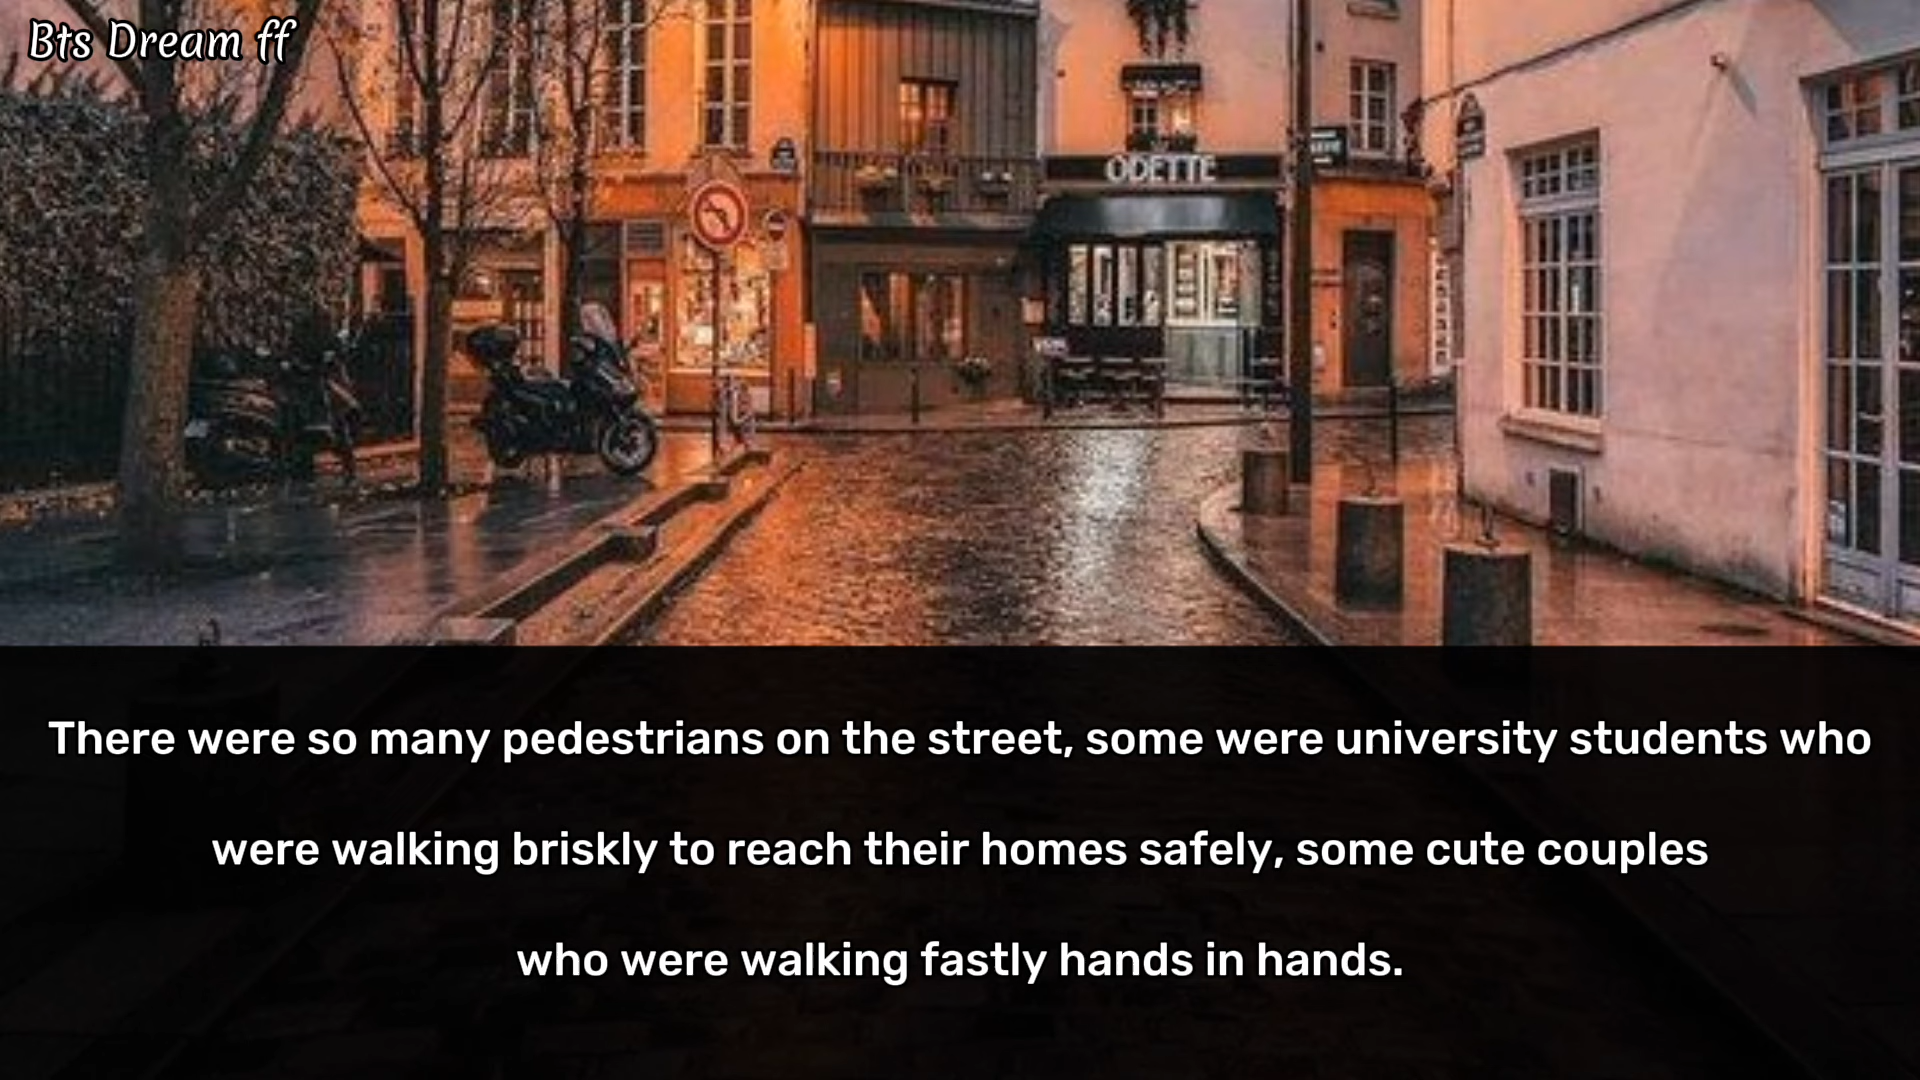 Bts Dream ff
ODETTE
There were so many pedestrians on the street, some were university students who
were walking briskly to reach their homes safely, some cute couples
who were walking fastly hands in hands.